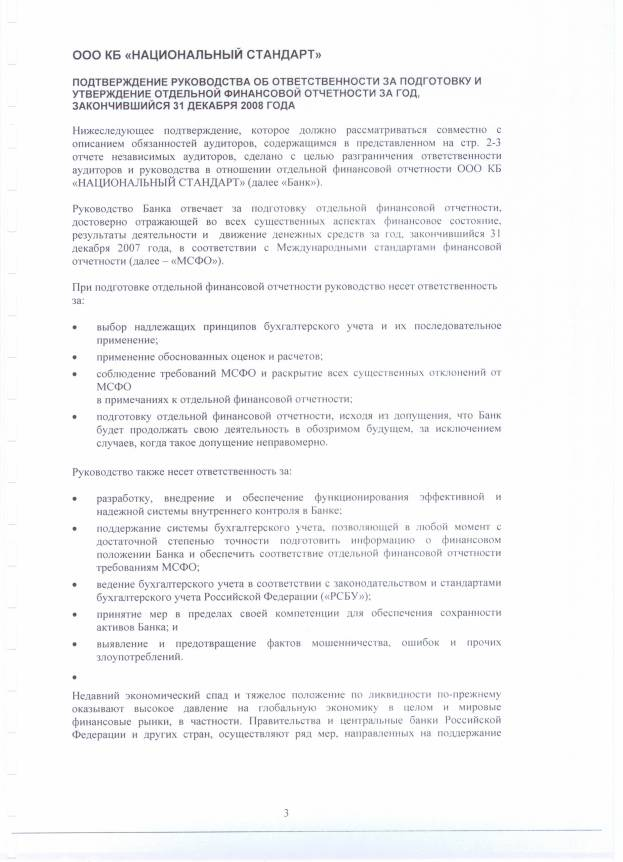 ООО КБ «НАЦИОНАЛЬНЫЙ СТАНДАРТ»
ПОДТВЕРЖДЕНИЕ РУКОВОДСТВА ОБ ОТВЕТСТВЕННОСТИ ЗА ПОДГОТОВКУ И
УТВЕРЖДЕНИЕ ОТДЕЛЬНОЙ ФИНАНСОВОЙ ОТЧЕТНОСТИ ЗА ГОД,
ЗАКОНЧИВШИЙСЯ 31 ДЕКАБРЯ 2008 ГОДА
Нижеследующее подтверждение, которое должно рассматриваться совместно с
описанием обязанностей аудиторов, содержащимся в представленном на стр. 2-3
отчете независимых аудиторов, сделано с целью разграничения ответственности
аудиторов и руководства в отношении отдельной финансовой отчетности ООО КБ
«НАЦИОНАЛЬНЫЙ СТАНДАРТ» (далее «Банк»).
Руководство Банка отвечает за подготовку отдельной финансовой отчетности,
достоверно отражающей во всех существенных аспектах финансовое состояние,
результаты деятельности и движение денежных средств за год, закончившийся 31
декабря 2007 года, в соответствии с Международными стандартами финансовой
отчетности (далее – «МСФО»).
При подготовке отдельной финансовой отчетности руководство несет ответственность
за:
• выбор надлежащих принципов бухгалтерского учета и их последовательное
применение;
• применение обоснованных оценок и расчетов;
• соблюдение требований МСФО и раскрытие всех существенных отклонений от
МСФО
в примечаниях к отдельной финансовой отчетности;
• подготовку отдельной финансовой отчетности, исходя из допущения, что Банк
будет продолжать свою деятельность в обозримом будущем, за исключением
случаев, когда такое допущение неправомерно.
Руководство также несет ответственность за:
• разработку, внедрение и обеспечение функционирования эффективной и
надежной системы внутреннего контроля в Банке;
• поддержание системы бухгалтерского учета, позволяющей в любой момент с
достаточной степенью точности подготовить информацию о финансовом
положении Банка и обеспечить соответствие отдельной финансовой отчетности
требованиям МСФО;
• ведение бухгалтерского учета в соответствии с законодательством и стандартами
бухгалтерского учета Российской Федерации («РСБУ»);
• принятие мер в пределах своей компетенции для обеспечения сохранности
активов Банка; и
• выявление и предотвращение фактов мошенничества, ошибок и прочих
злоупотреблений.
•
Недавний экономический спад и тяжелое положение по ликвидности по-прежнему
оказывают высокое давление на глобальную экономику в целом и мировые
финансовые рынки, в частности. Правительства и центральные банки Российской
Федерации и других стран, осуществляют ряд мер, направленных на поддержание
3